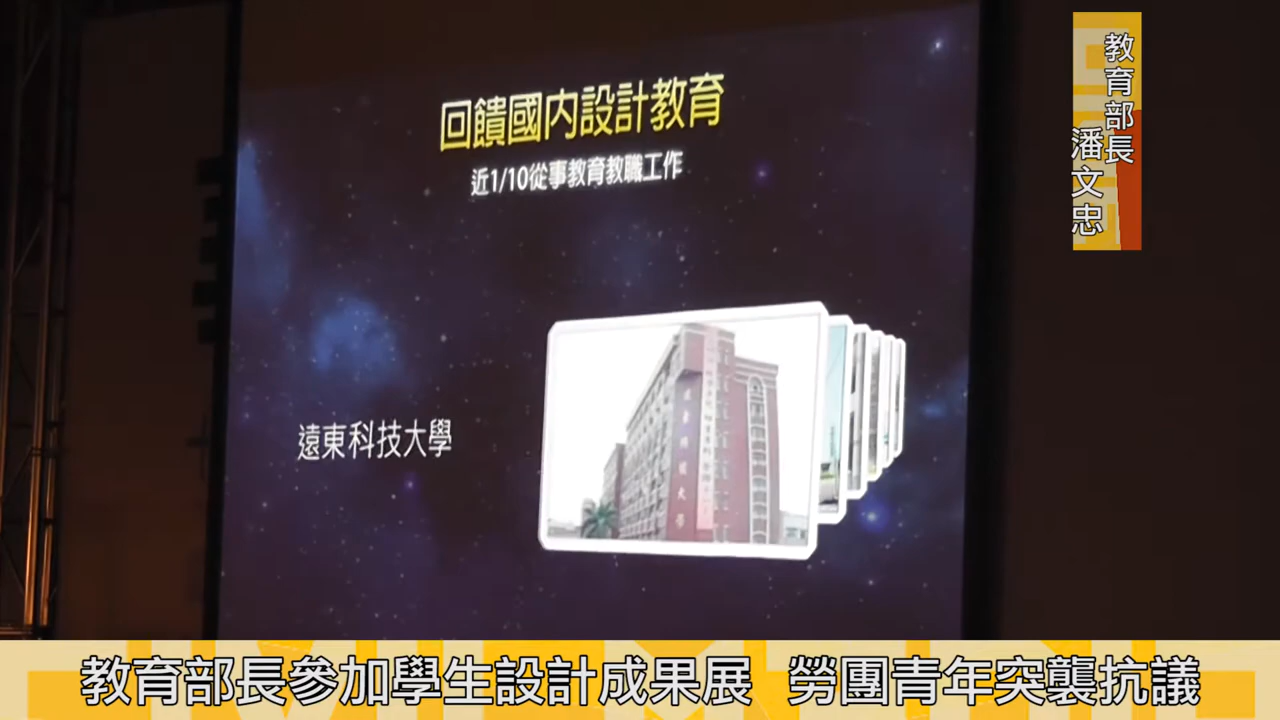 教育部長
潘文忠
回饋國内設計教育
近1/10從事教育教職工作
遠東科技大學
教育部長參加學生設計成果展 勞團青年突襲抗議